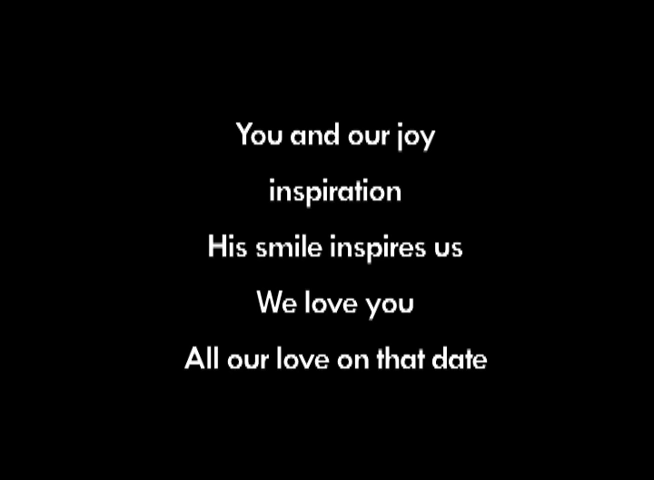 You and our joy
inspiration
His smile inspires us
We love you
All our love on that date